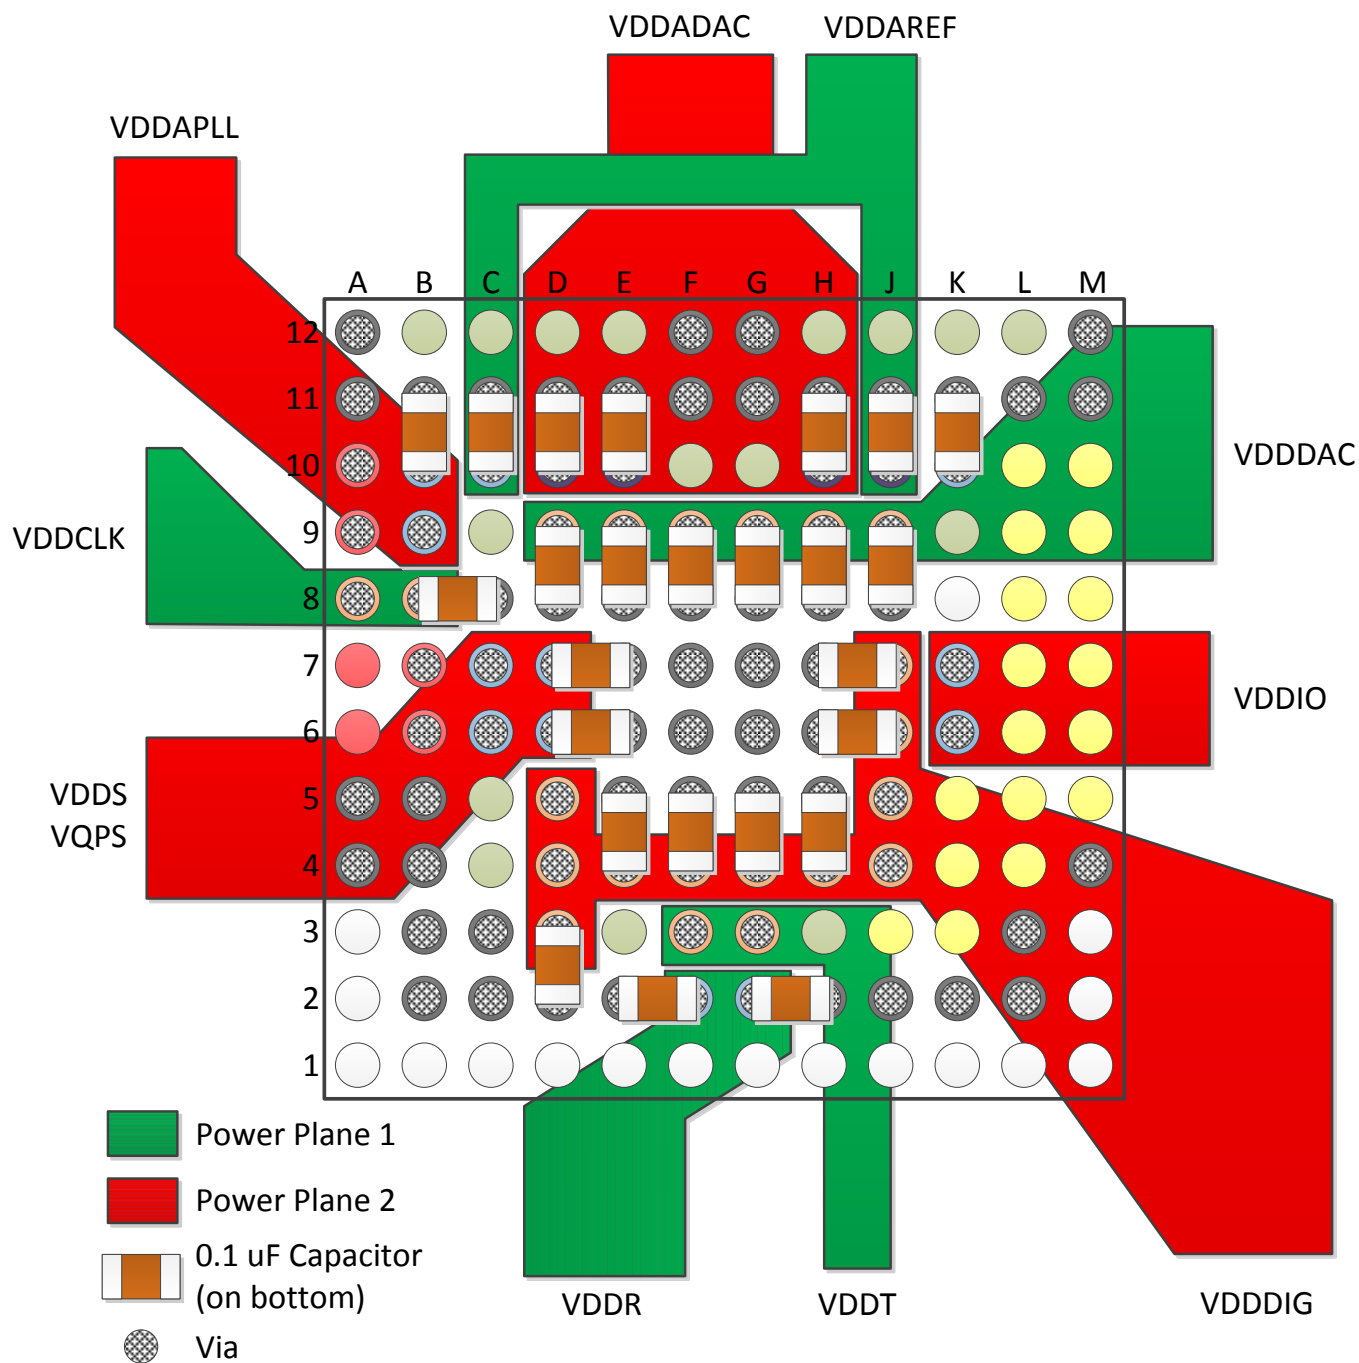 VDDADAC VDDAREF
VDDAPLL
A B C D E F G H J K L M
12
11
10
VDDDAC
9
VDDCLK
8
7
VDDIO
6
VDDS
VQPS
5
4
3
2
1
Power Plane 1
Power Plane 2
0.1 uF Capacitor
(on bottom)
VDDR VDDT VDDDIG
Via